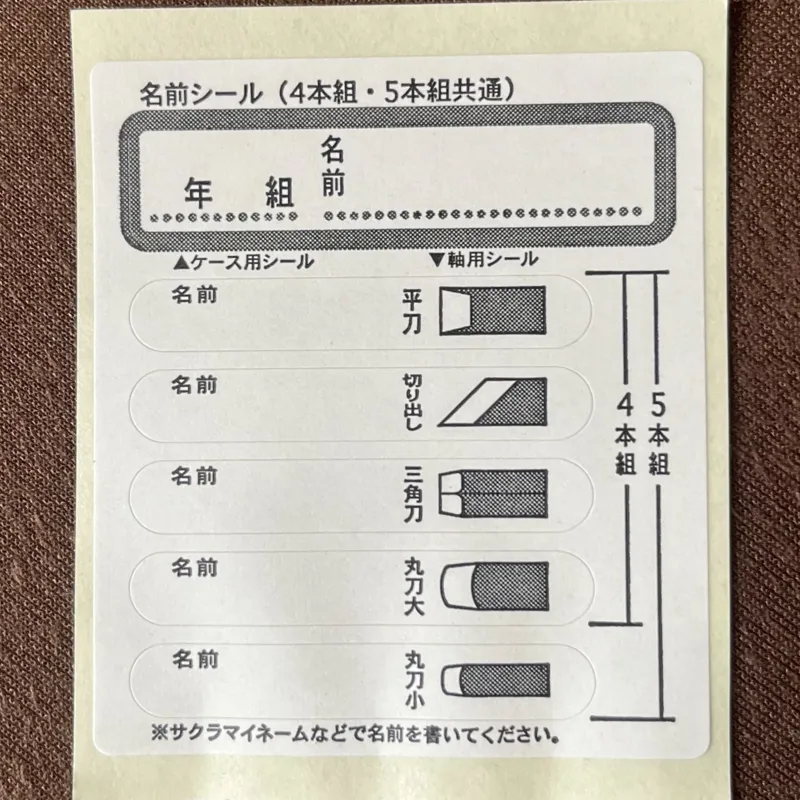 名前シール（4本組・5本組共通）
年　組　名前
▲ケース用シール　▼軸用シール
名前　平刀
名前　切り出し
名前　三角刀
名前　丸刀大
名前　丸刀小
4本組
5本組
※サクラマイネームなどで名前を書いてください。